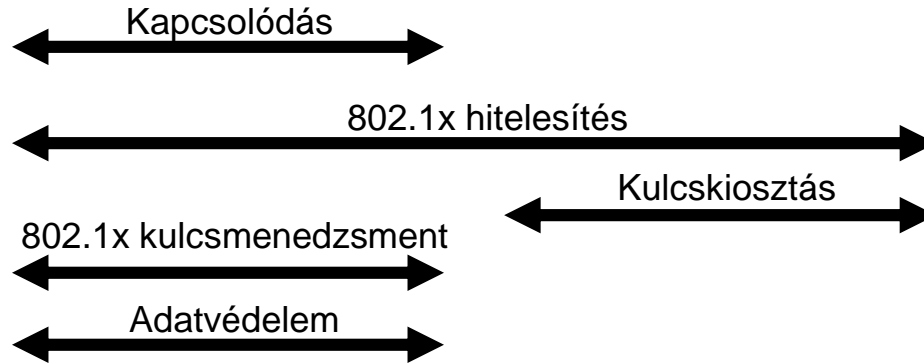 Kapcsolódás
802.1x hitelesítés
Kulcskiosztás
802.1x kulcsmenedzsment
Adatvédelem